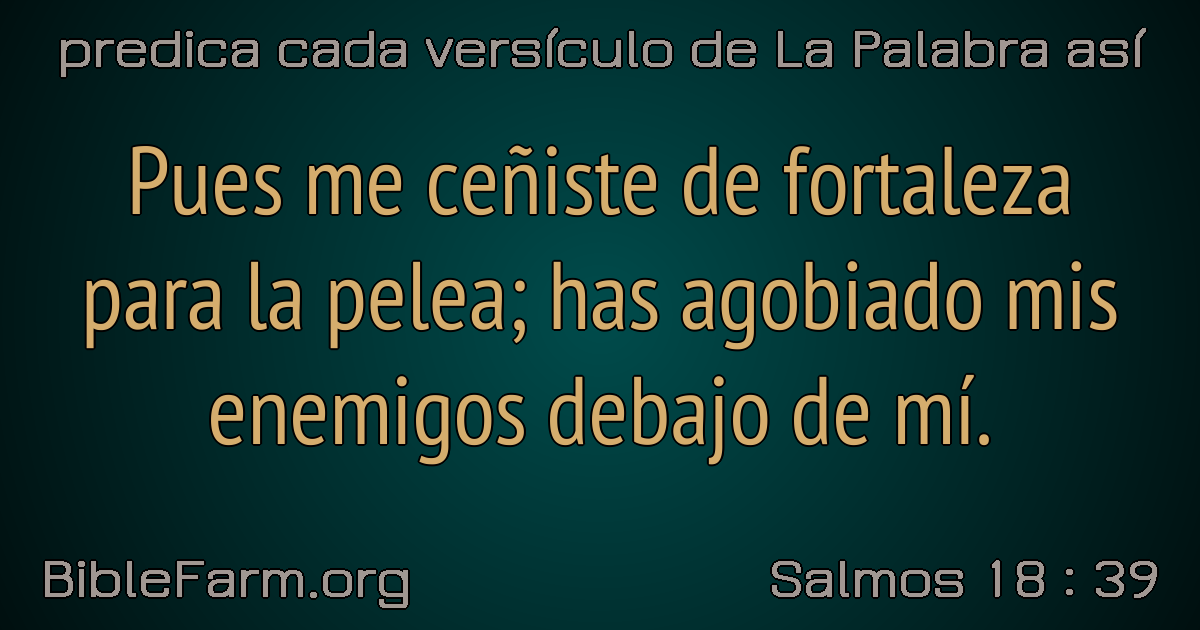 predica cada versículo de La Palabra así
Pues me ceñiste de fortaleza
para la pelea; has agobiado mis
enemigos debajo de mí.
BibleFarm.org
Salmos 18 : 39